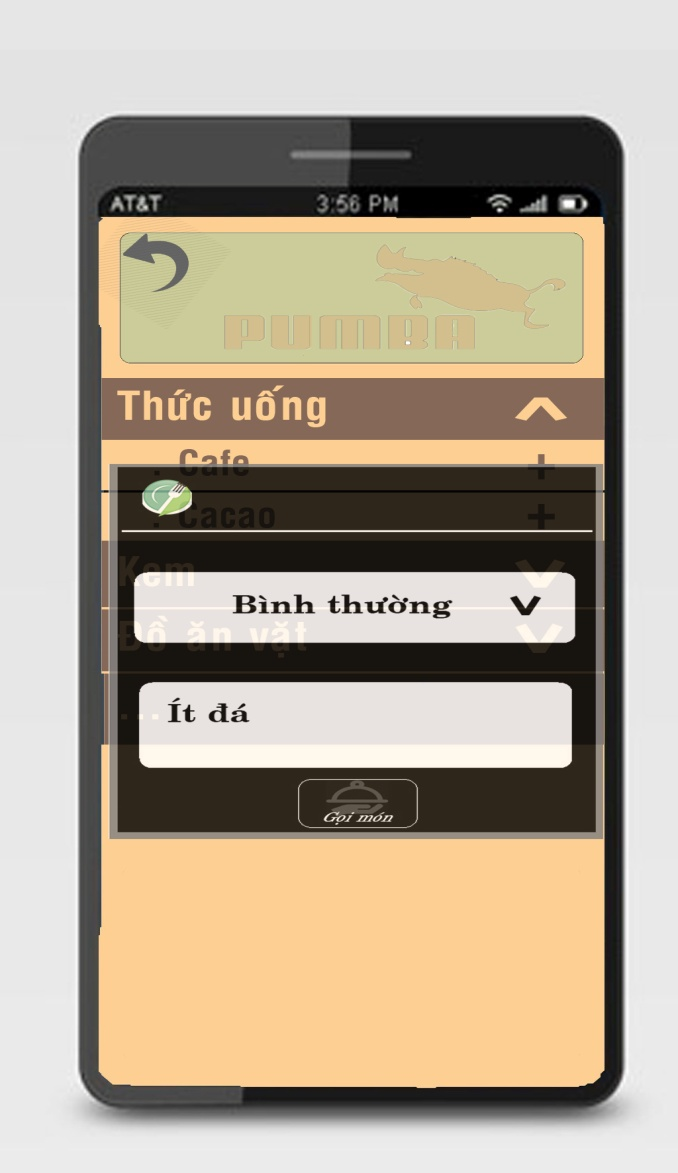 AT&T 3:56 PM
PUMBA
Thức uống
. Cafe +
. Cacao +
Kem
Bình thường
Đồ ăn vặt
... Ít đá
Gọi món